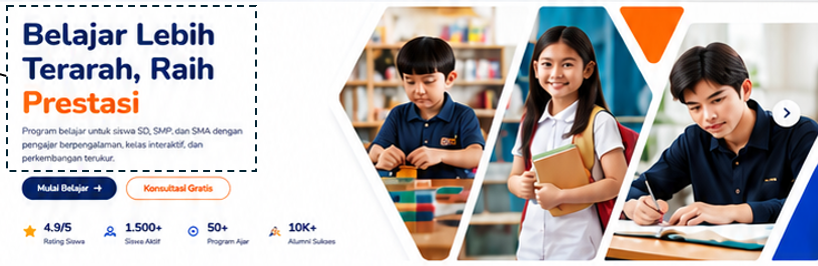 Belajar Lebih
Terarah, Raih
Prestasi
Program belajar untuk siswa SD, SMP, dan SMA dengan
pengajar berpengalaman, kelas interaktif, dan
perkembangan terukur.
Mulai Belajar →
Konsultasi Gratis
4.9/5
Rating Siswa
1.500+
Siswa Aktif
50+
Program Ajar
10K+
Alumni Sukses